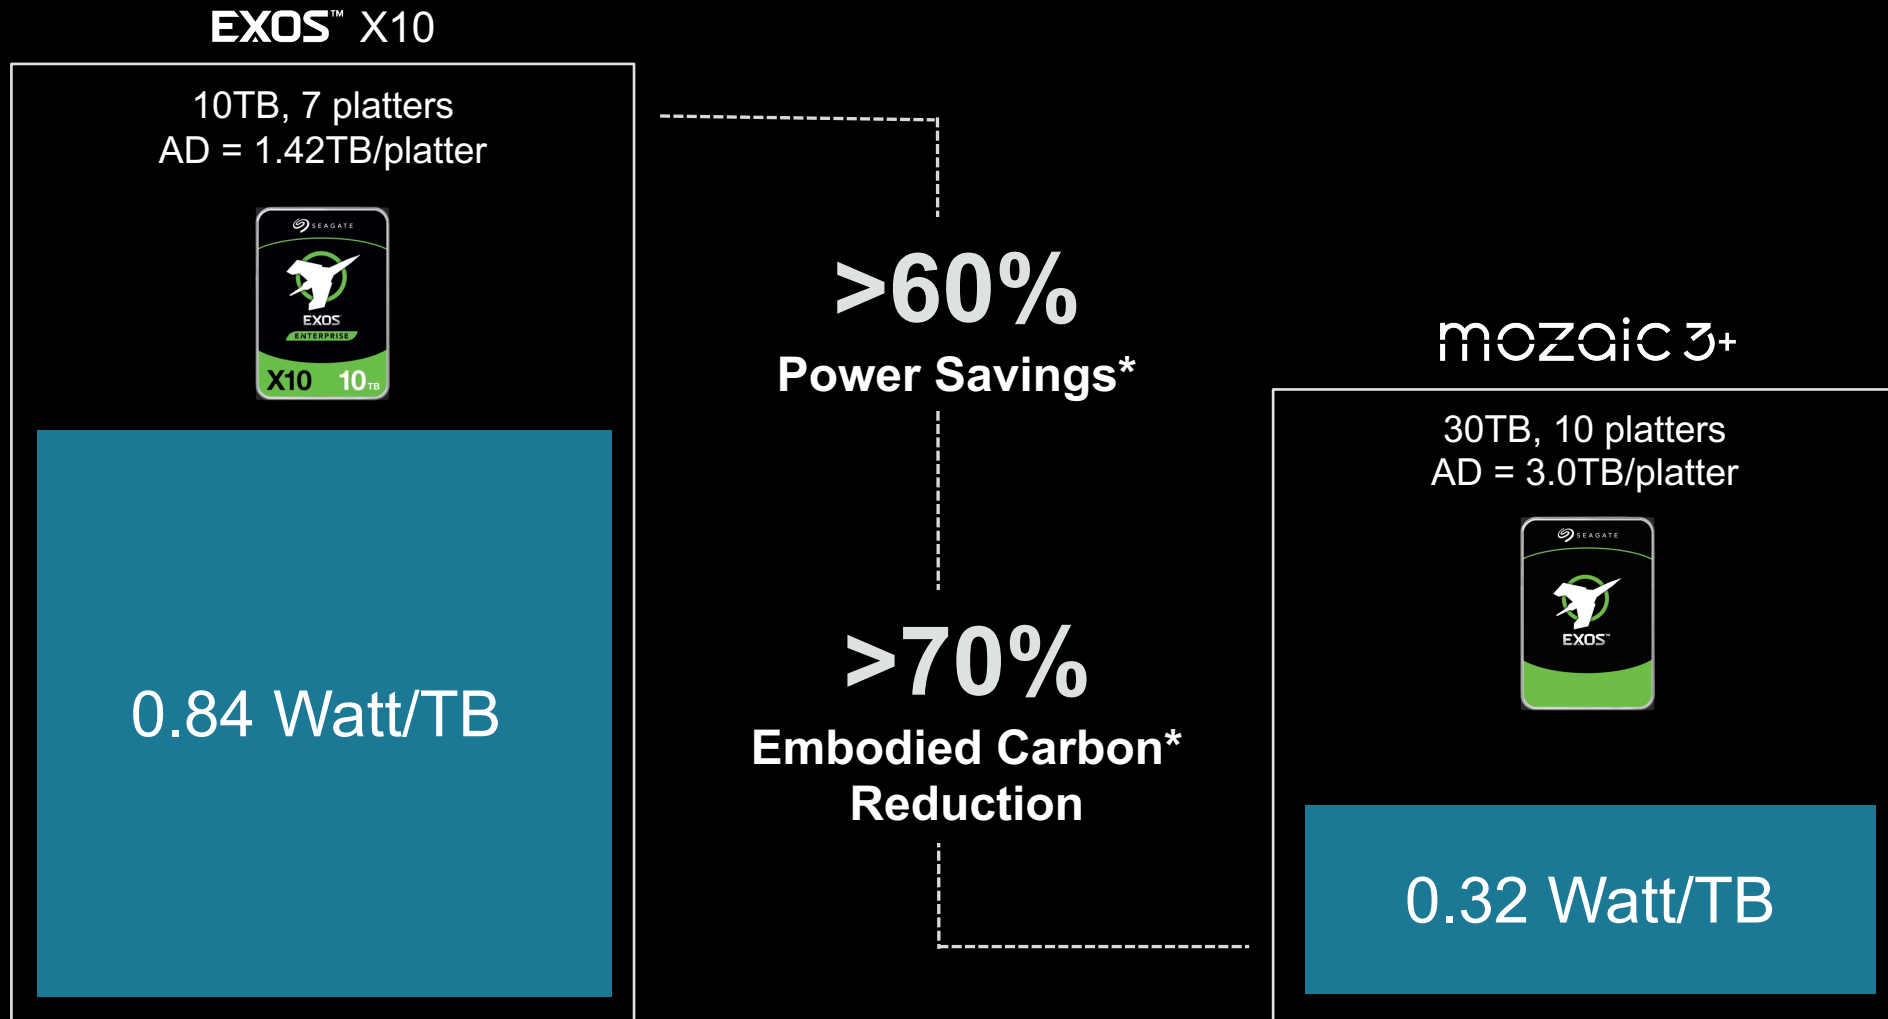 EXOS™ X10
10TB, 7 platters
AD = 1.42TB/platter
SEAGATE
EXOS
ENTERPRISE
X10 10TB
0.84 Watt/TB
>60%
Power Savings*
>70%
Embodied Carbon*
Reduction
mozaic 3+
30TB, 10 platters
AD = 3.0TB/platter
SEAGATE
EXOS™
0.32 Watt/TB